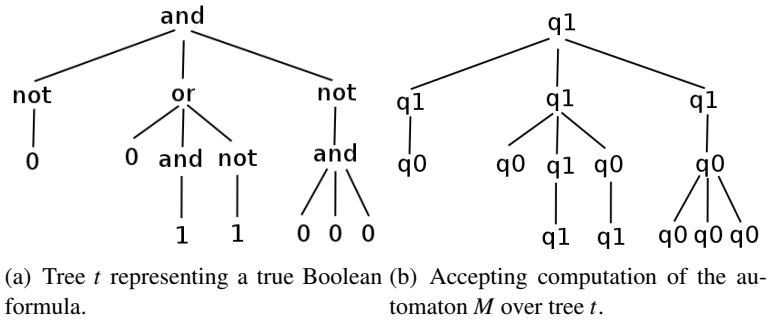 and q1
not or not q1 q1 q1
0 0 and not and q0 q0 q1 q0 q0
1 1 0 0 0 q1 q1 q0 q0 q0
(a) Tree t representing a true Boolean (b) Accepting computation of the au-
formula. tomaton M over tree t.